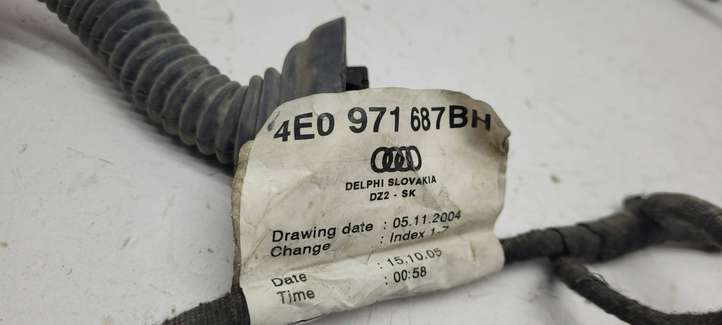 4E0 971 687BH
DELPHI SLOVAKIA
DZ2 - SK
Drawing date : 05.11.2004
Change : Index 1-7
Date : 15.10.05
Time : 00:58